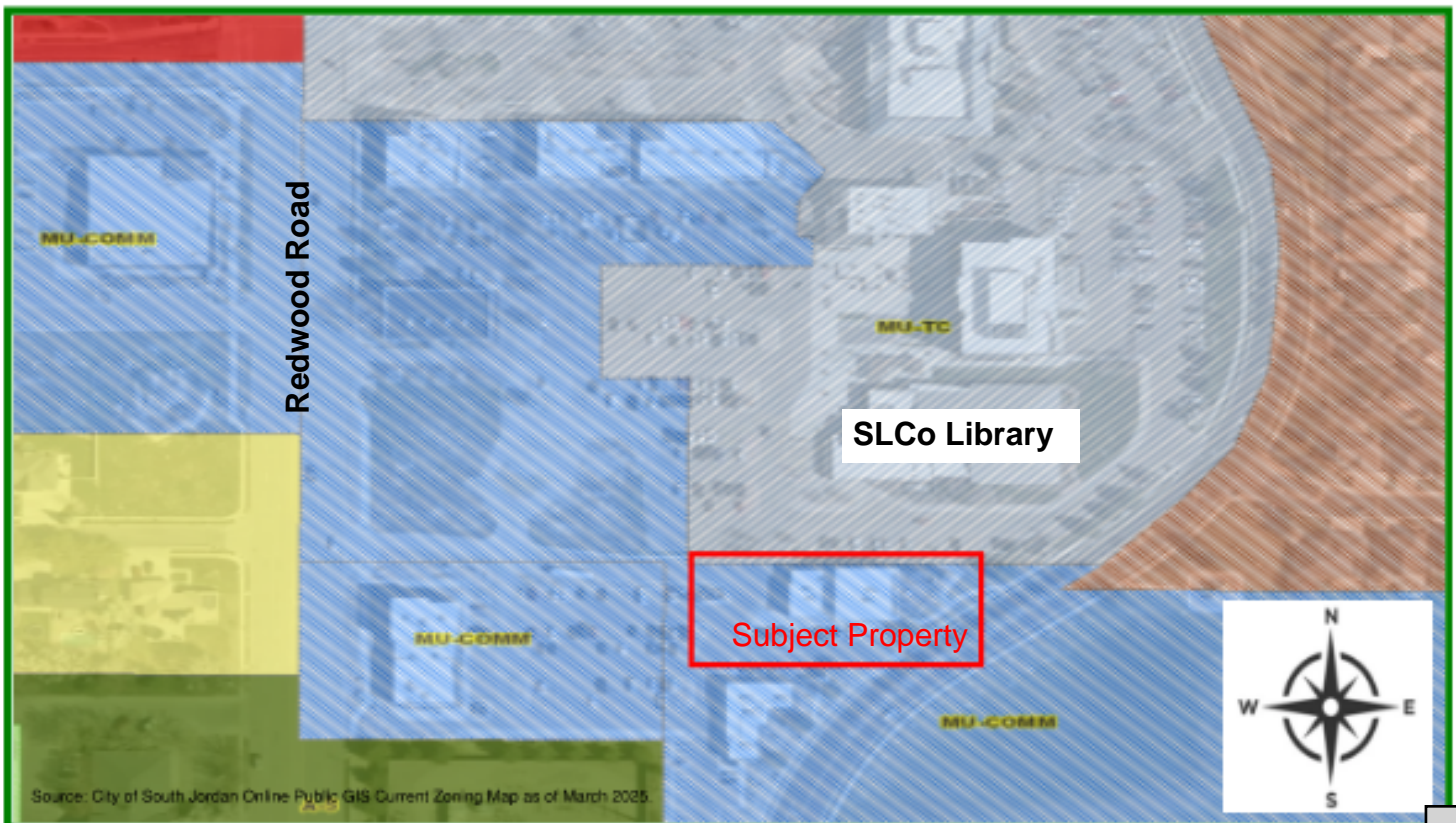 MU-COMM
Redwood Road
MU-TC
SLCo Library
MU-COMM
Subject Property
MU-COMM
N
W E
S
Source: City of South Jordan Online Public GIS Current Zoning Map as of March 2025.
A-5